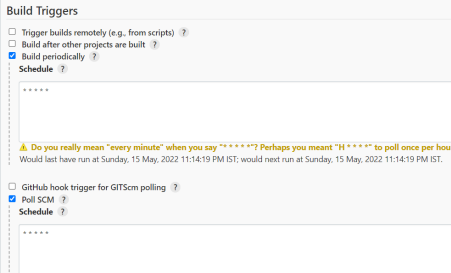 Build Triggers
Trigger builds remotely (e.g., from scripts) ?
Build after other projects are built ?
Build periodically ?
Schedule ?
* * * * *
Do you really mean "every minute" when you say "* * * * *"? Perhaps you meant "H * * * *" to poll once per hou
Would last have run at Sunday, 15 May, 2022 11:14:19 PM IST; would next run at Sunday, 15 May, 2022 11:14:19 PM IST.
GitHub hook trigger for GITScm polling ?
Poll SCM ?
Schedule ?
* * * * *